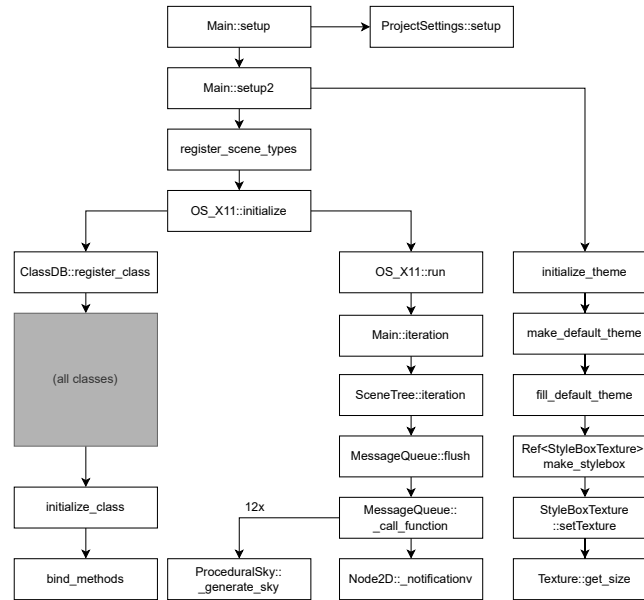 Main::setup
ProjectSettings::setup
Main::setup2
register_scene_types
OS_X11::initialize
ClassDB::register_class
OS_X11::run
initialize_theme
(all classes)
Main::iteration
make_default_theme
SceneTree::iteration
fill_default_theme
MessageQueue::flush
Ref<StyleBoxTexture>
make_stylebox
initialize_class
12x
MessageQueue::
_call_function
StyleBoxTexture
::setTexture
bind_methods
ProceduralSky::
_generate_sky
Node2D::_notificationv
Texture::get_size